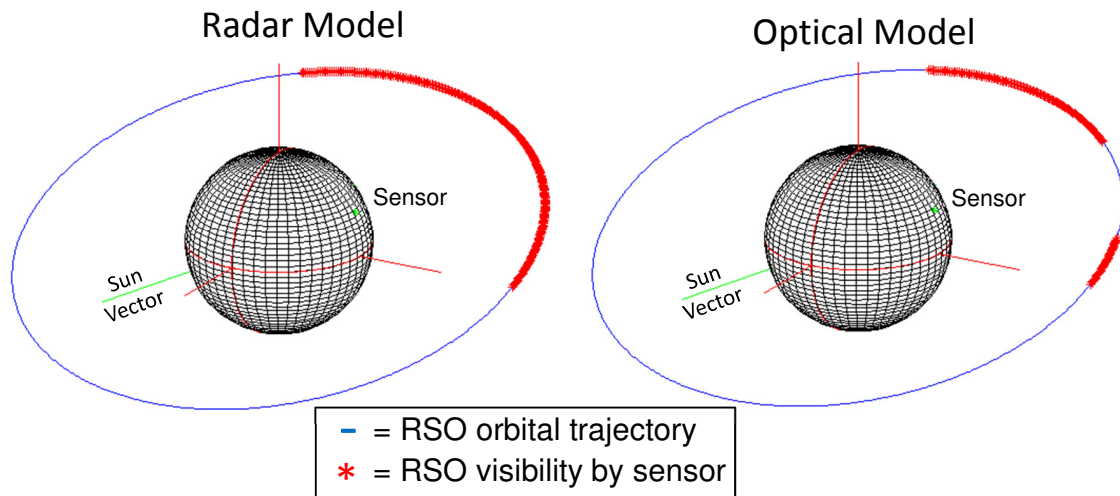 Radar Model
Optical Model
Sensor
Sun
Vector
Sensor
Sun
Vector
= RSO orbital trajectory
* = RSO visibility by sensor